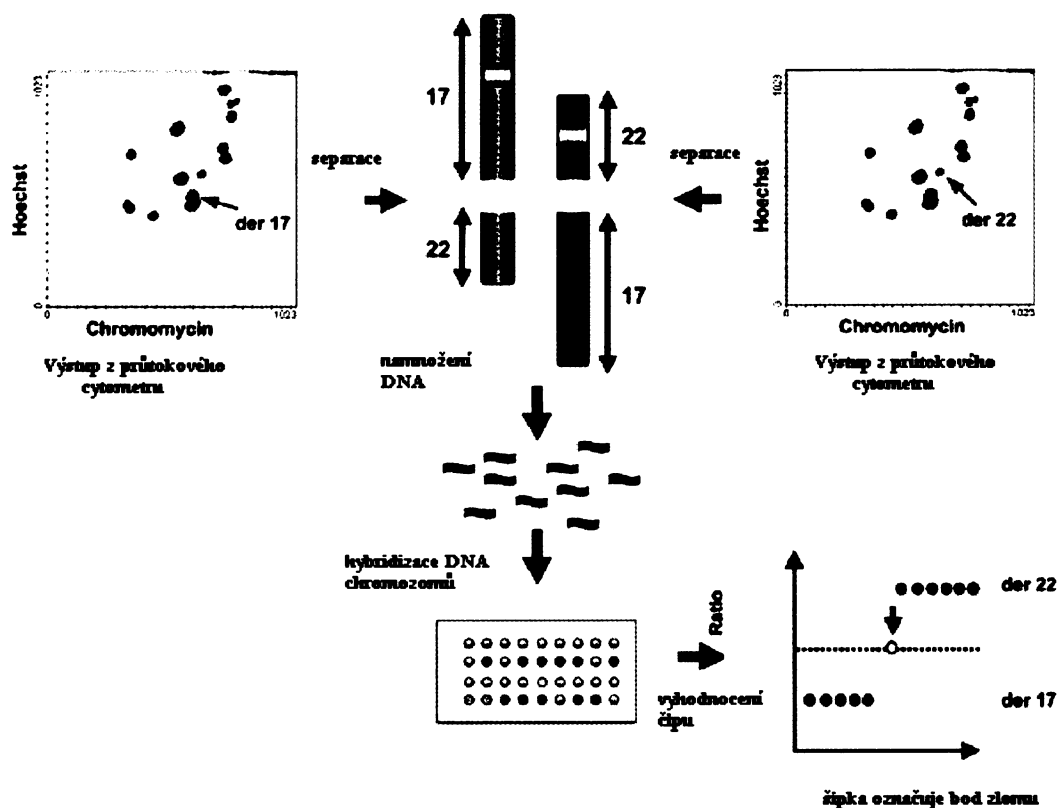 1023
Hoechst
0
der 17
Chromomycin
1023
Výstup z průtokového
cytometru
separace
17
22
22
17
separace
1023
Hoechst
0
der 22
Chromomycin
1023
Výstup z průtokového
cytometru
namnožení
DNA
hybridizace DNA
chromozomů
Ratio
vyhodnocení
čipu
der 22
der 17
šipka označuje bod zlomu